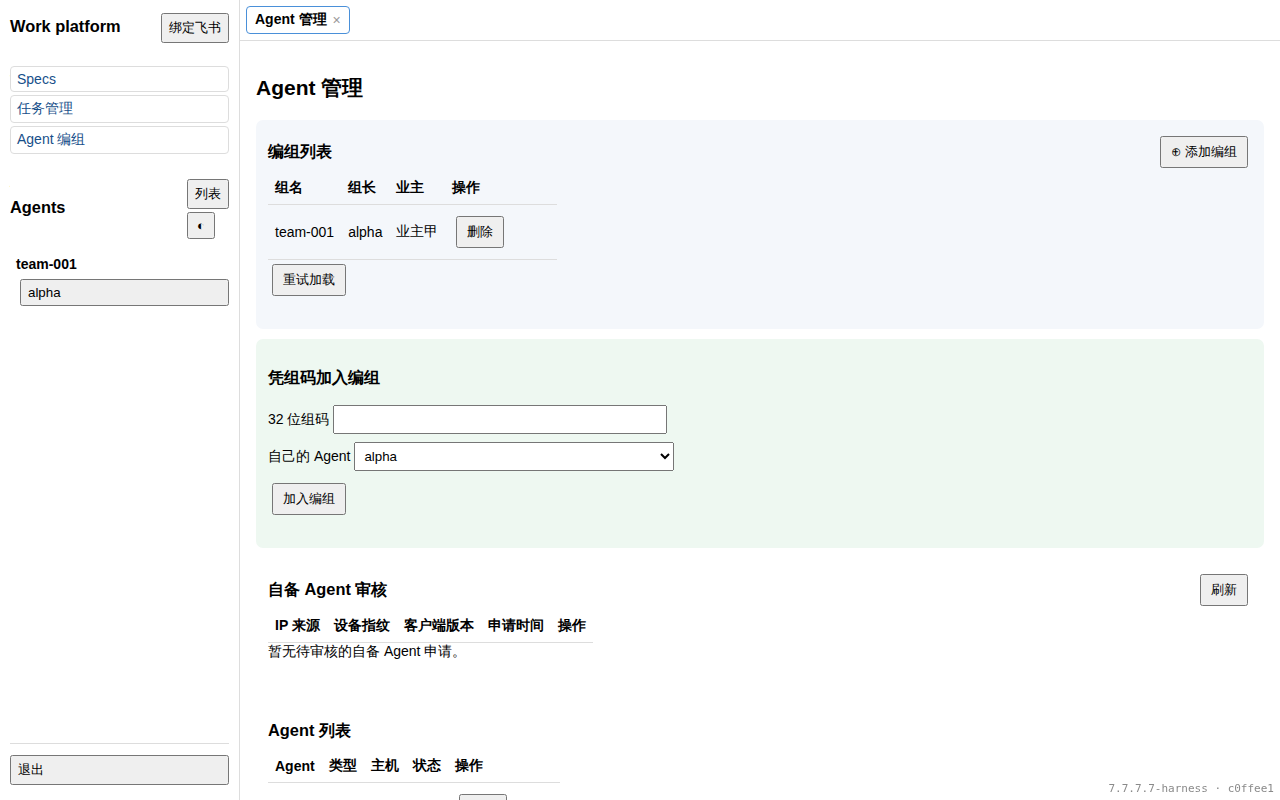 Work platform
绑定飞书
Specs
任务管理
Agent 编组
Agents
列表
team-001
alpha
退出
Agent 管理 ×
Agent 管理
编组列表
⊕ 添加编组
组名 组长 业主 操作
team-001 alpha 业主甲 删除
重试加载
凭组码加入编组
32 位组码
自己的 Agent alpha
加入编组
自备 Agent 审核
刷新
IP 来源 设备指纹 客户端版本 申请时间 操作
暂无待审核的自备 Agent 申请。
Agent 列表
Agent 类型 主机 状态 操作
7.7.7.7-harness · c0ffee1